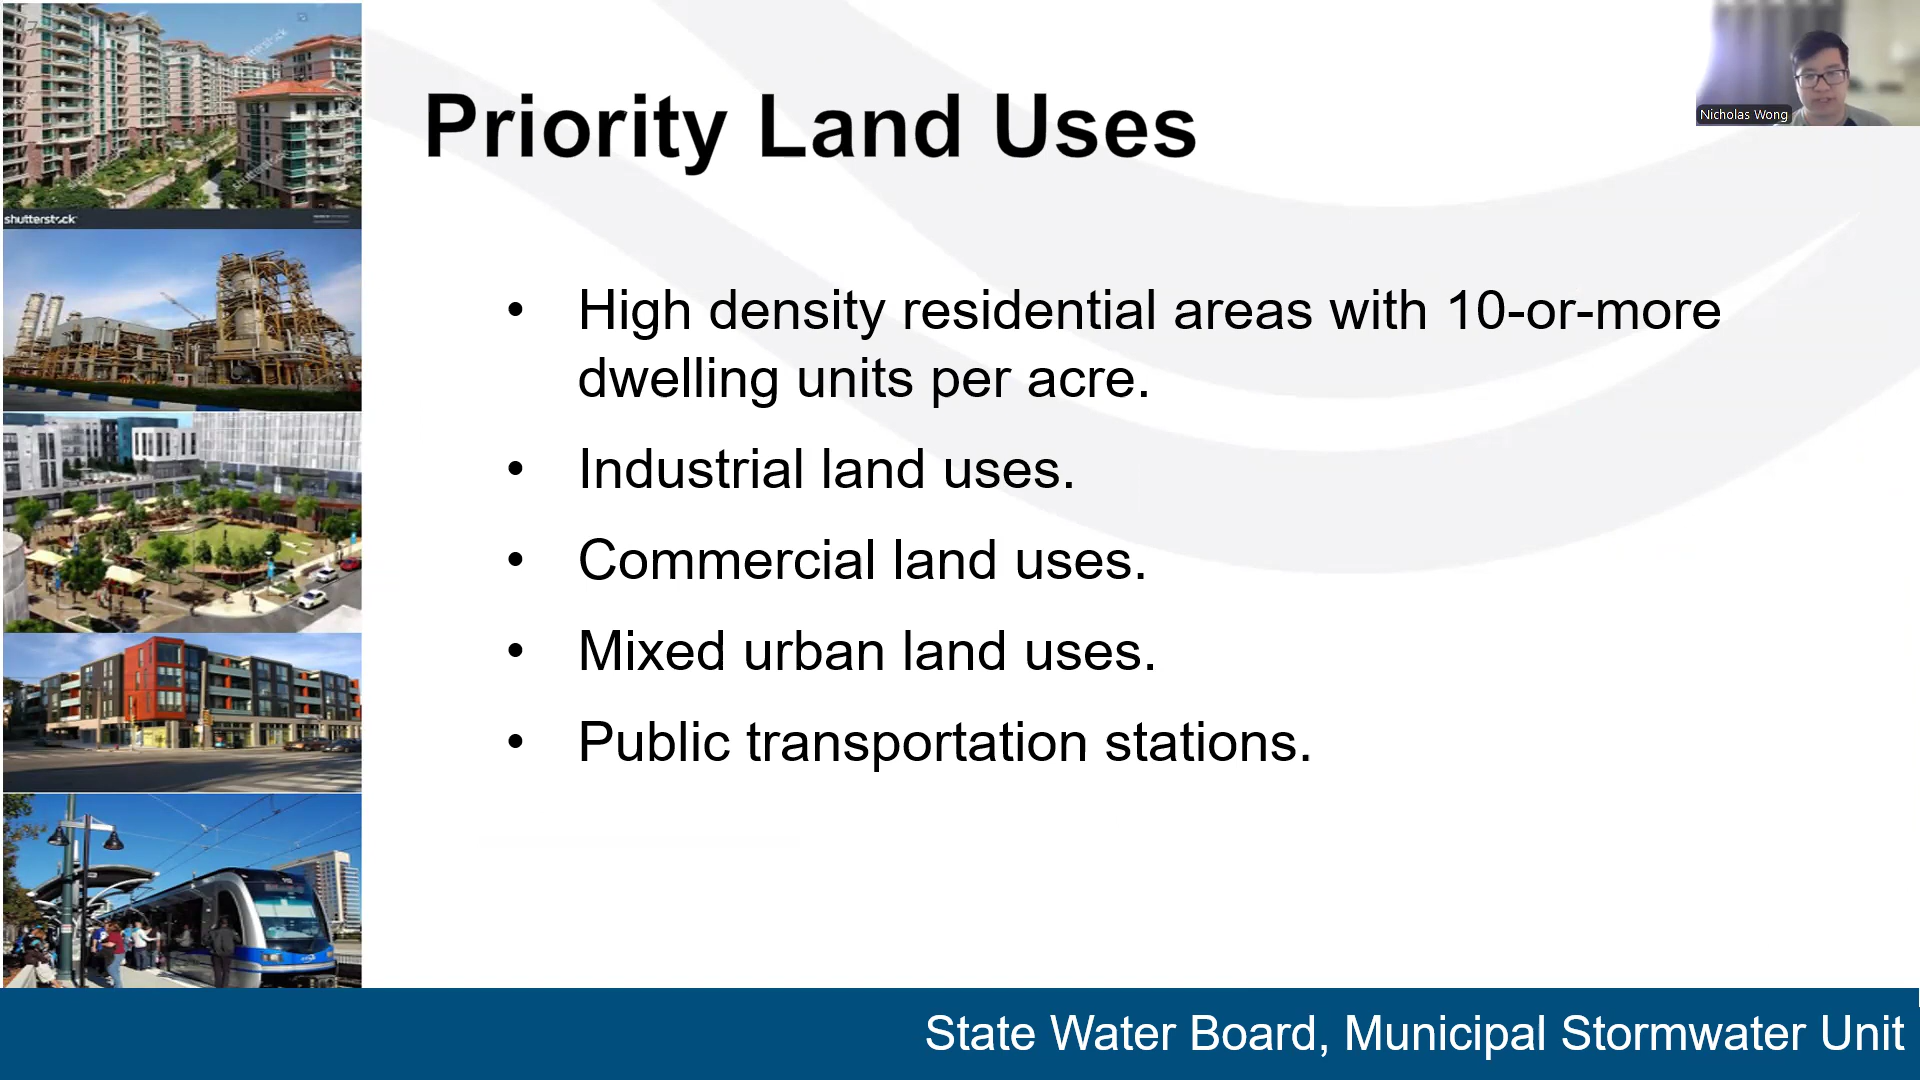 Priority Land Uses
Nicholas Wong
shutterstock
• High density residential areas with 10-or-more
dwelling units per acre.
• Industrial land uses.
• Commercial land uses.
• Mixed urban land uses.
• Public transportation stations.
State Water Board, Municipal Stormwater Unit